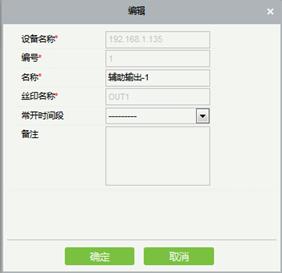 编辑 ×
设备名称* 192.168.1.135
编号* 1
名称* 辅助输出-1
丝印名称* OUT1
常开时间段 ---------
备注
确定 取消